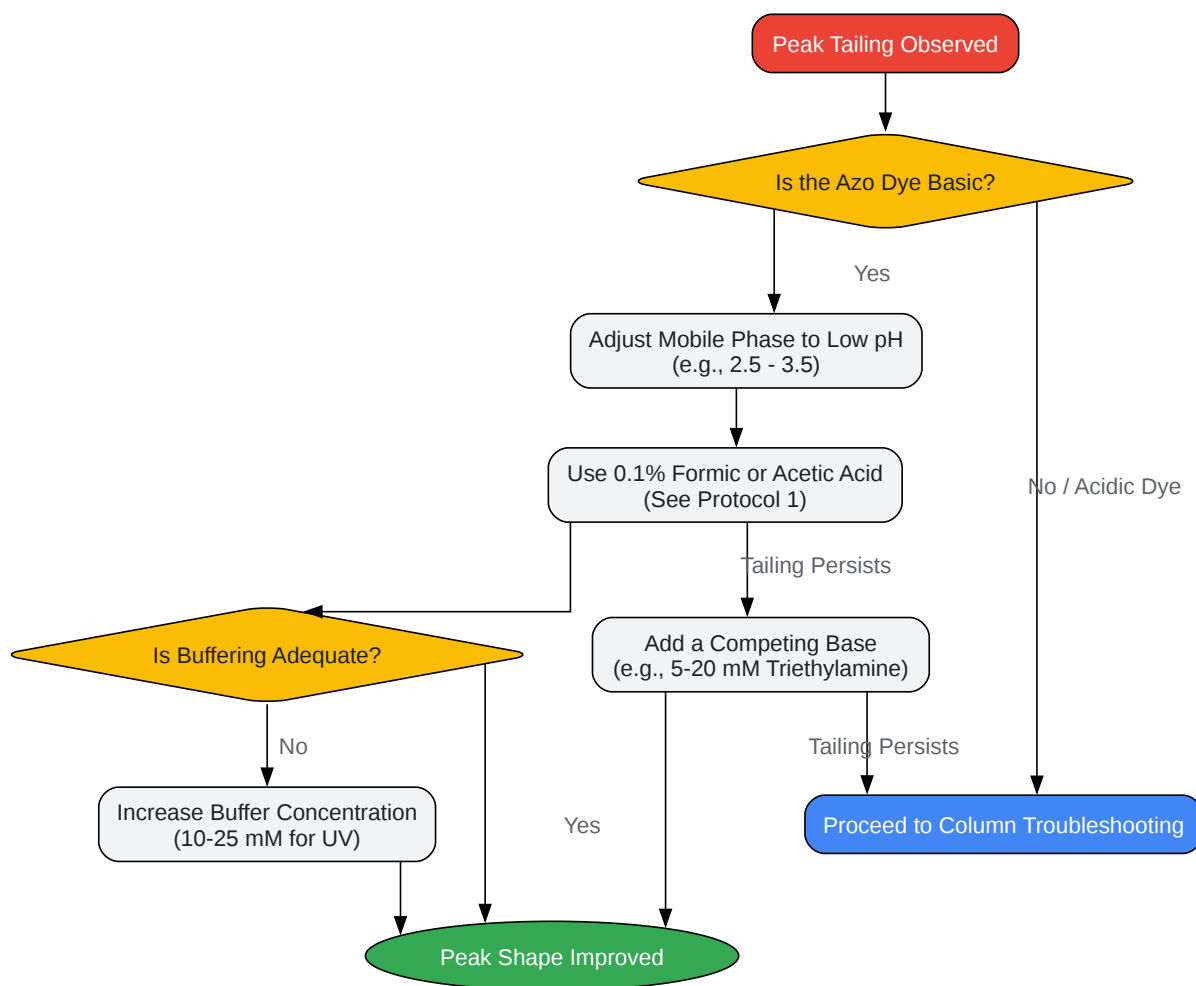 Peak Tailing Observed
Is the Azo Dye Basic?
Yes
Adjust Mobile Phase to Low pH
(e.g., 2.5 - 3.5)
Use 0.1% Formic or Acetic Acid
(See Protocol 1)
No / Acidic Dye
Tailing Persists
Is Buffering Adequate?
Add a Competing Base
(e.g., 5-20 mM Triethylamine)
No
Tailing Persists
Increase Buffer Concentration
(10-25 mM for UV)
Yes
Proceed to Column Troubleshooting
Peak Shape Improved